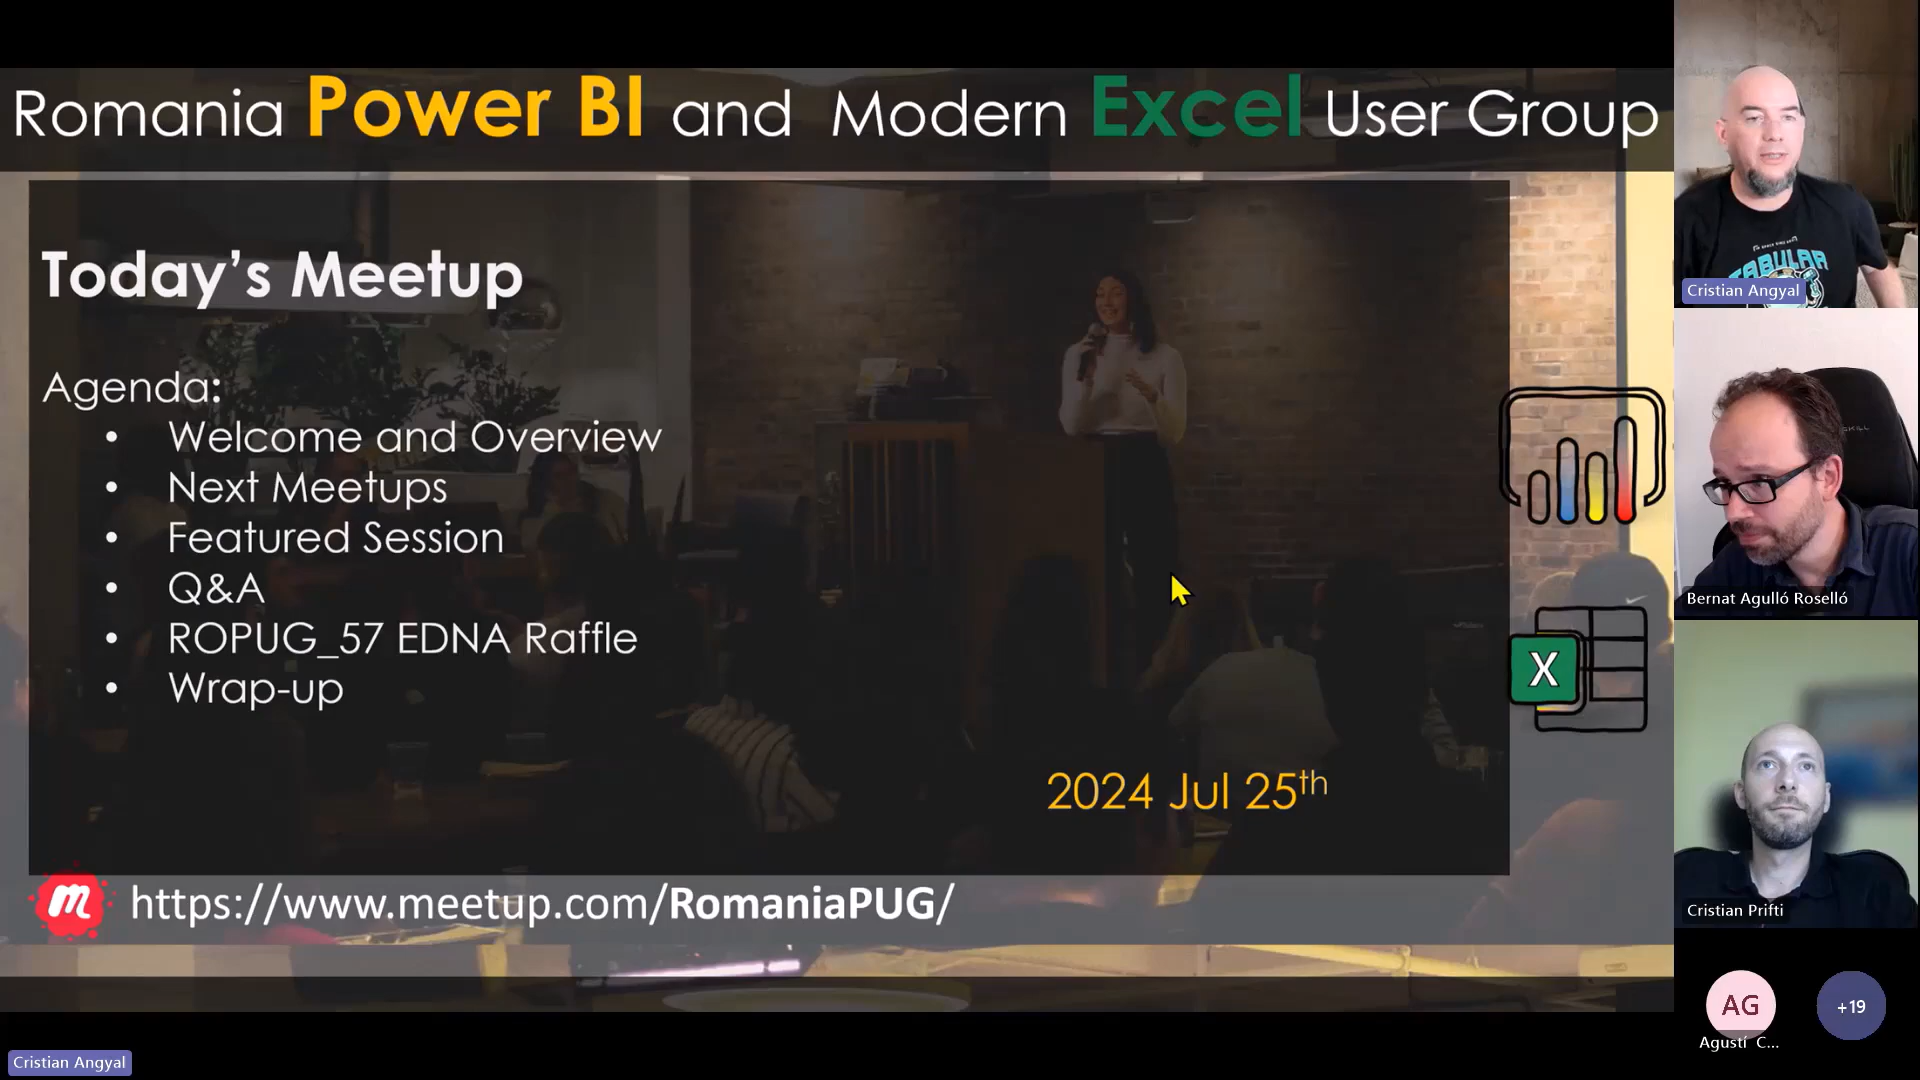 Romania Power BI and Modern Excel User Group
Today's Meetup
Agenda:
• Welcome and Overview
• Next Meetups
• Featured Session
• Q&A
• ROPUG_57 EDNA Raffle
• Wrap-up
2024 Jul 25th
https://www.meetup.com/RomaniaPUG/
m
X
TABULAR
Cristian Angyal
Bernat Agulló Roselló
Cristian Prifti
AG
+19
Agustí C...
Cristian Angyal